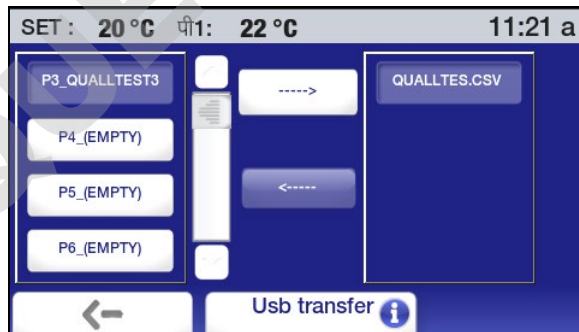 SET : 20 °C पी1: 22 °C 11:21 a
P3_QUALLTEST3
P4_(EMPTY)
P5_(EMPTY)
P6_(EMPTY)
----->
<-----
QUALLTES.CSV
Usb transfer